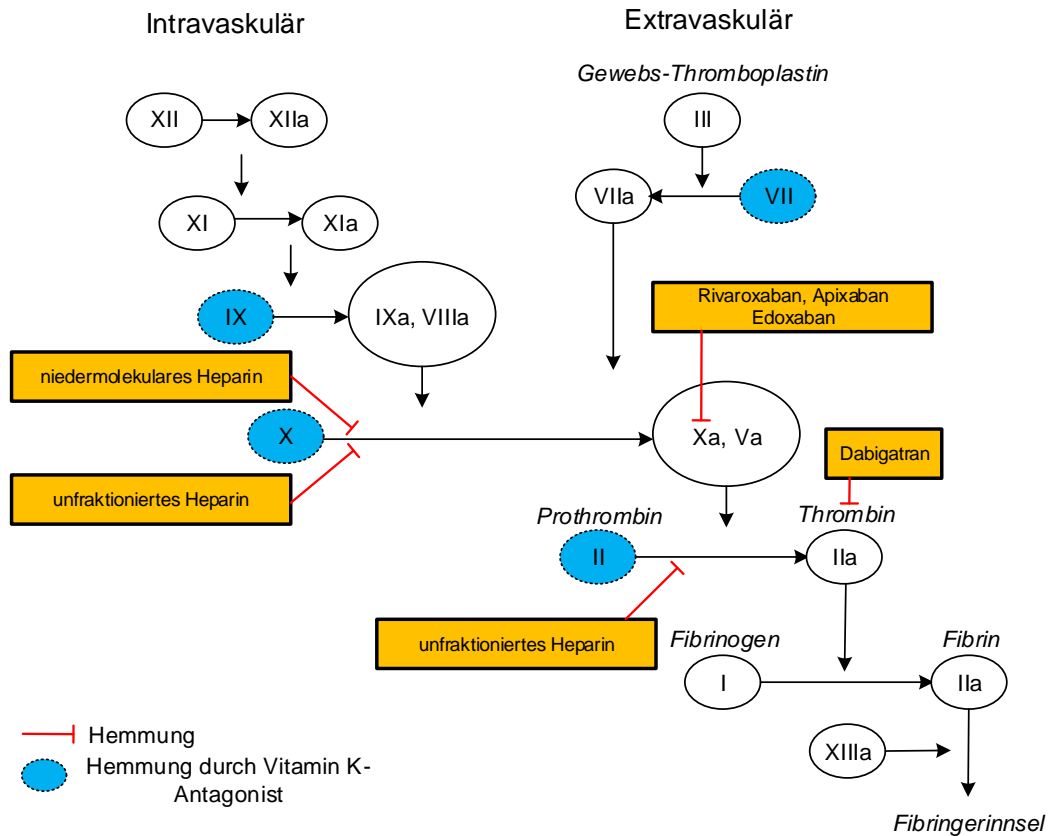 Intravaskulär
Extravaskulär
Gewebs-Thromboplastin
XII
XIIa
III
XI
XIa
VIIa
VII
IX
IXa, VIIIa
Rivaroxaban, Apixaban
Edoxaban
niedermolekulares Heparin
X
Xa, Va
Dabigatran
unfraktioniertes Heparin
Prothrombin
Thrombin
II
IIa
unfraktioniertes Heparin
Fibrinogen
Fibrin
I
IIa
XIIIa
Hemmung
Hemmung durch Vitamin K-
Antagonist
Fibringerinnsel